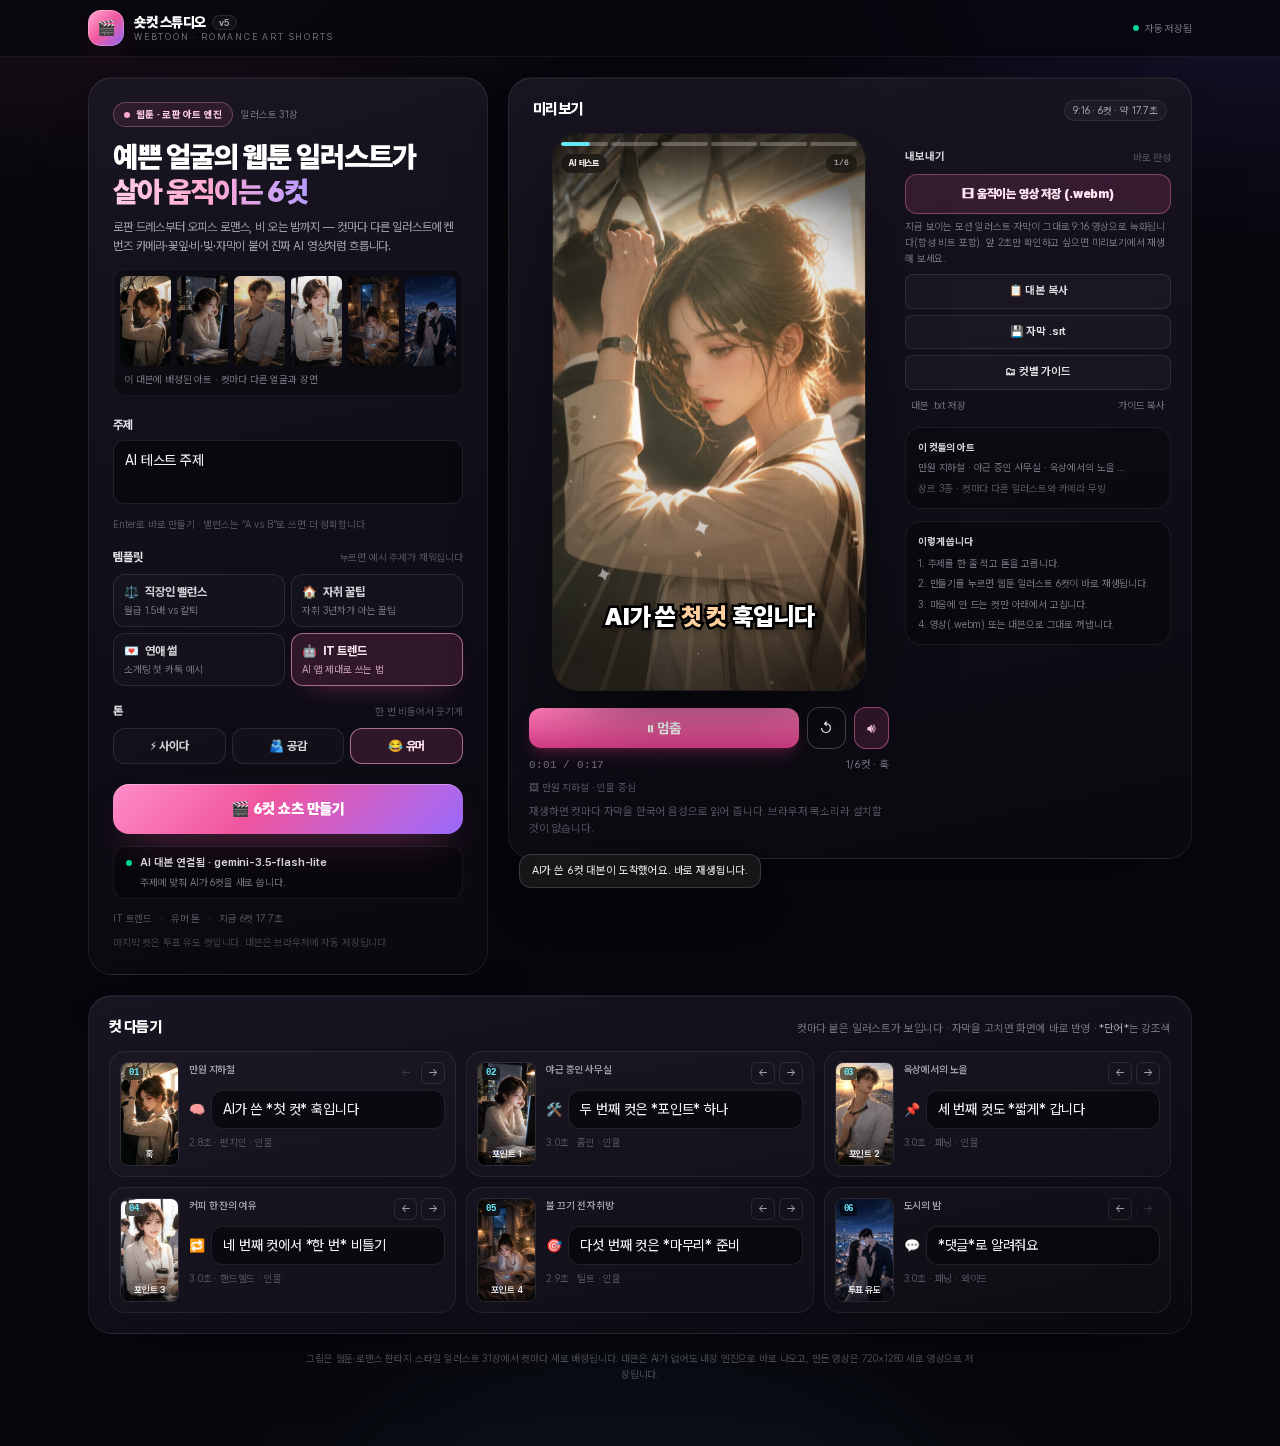 숏컷 스튜디오 v5
WEBTOON · ROMANCE ART SHORTS
자동 저장됨
웹툰 · 로판 아트 엔진 일러스트 31장
예쁜 얼굴의 웹툰 일러스트가
살아 움직이는 6컷
로판 드레스부터 오피스 로맨스, 비 오는 밤까지 — 컷마다 다른 일러스트에 켄
번즈 카메라·꽃잎·비·빛·자막이 붙어 진짜 AI 영상처럼 흐릅니다.
이 대본에 배정된 아트 · 컷마다 다른 얼굴과 장면
주제
AI 테스트 주제
Enter로 바로 만들기 · 밸런스는 “A vs B”로 쓰면 더 정확합니다
템플릿 누르면 예시 주제가 채워집니다
⚖️ 직장인 밸런스
월급 1.5배 vs 칼퇴
🏠 자취 꿀팁
자취 3년차가 아는 꿀팁
💌 연애 썰
소개팅 첫 카톡 예시
🤖 IT 트렌드
AI 앱 제대로 쓰는 법
톤 한 번 비틀어서 웃기게
⚡ 사이다
🫂 공감
😂 유머
🎬 6컷 쇼츠 만들기
AI 대본 연결됨 · gemini-3.5-flash-lite
주제에 맞춰 AI가 6컷을 새로 씁니다.
IT 트렌드 · 유머 톤 · 지금 6컷 17.7초
마지막 컷은 투표 유도 컷입니다. 대본은 브라우저에 자동 저장됩니다.
미리보기
9:16 · 6컷 · 약 17.7초
AI 테스트
1/6
AI가 쓴 첫 컷 훅입니다
⏸ 멈춤
0:01 / 0:17
1/6컷 · 훅
🖼 만원 지하철 · 인물 중심
재생하면 컷마다 자막을 한국어 음성으로 읽어 줍니다. 브라우저 목소리라 설치할
것이 없습니다.
AI가 쓴 6컷 대본이 도착했어요. 바로 재생됩니다.
내보내기 바로 완성
🎞 움직이는 영상 저장 (.webm)
지금 보이는 모션 일러스트·자막이 그대로 9:16 영상으로 녹화됩니
다(합성 비트 포함). 앞 2초만 확인하고 싶으면 미리보기에서 재생
해 보세요.
📋 대본 복사
💾 자막 .srt
🗂 컷별 가이드
대본 .txt 저장
가이드 복사
이 컷들의 아트
만원 지하철 · 야근 중인 사무실 · 옥상에서의 노을 ...
장르 3종 · 컷마다 다른 일러스트와 카메라 무빙
이렇게 씁니다
1. 주제를 한 줄 적고 톤을 고릅니다.
2. 만들기를 누르면 웹툰 일러스트 6컷이 바로 재생됩니다.
3. 마음에 안 드는 컷만 아래에서 고칩니다.
4. 영상(.webm) 또는 대본으로 그대로 꺼냅니다.
컷 다듬기
컷마다 붙은 일러스트가 보입니다 · 자막을 고치면 화면에 바로 반영 · *단어*는 강조색
01
훅
만원 지하철
← →
🧠 AI가 쓴 *첫 컷* 훅입니다
2.8초 · 펀치인 · 인물
02
포인트 1
야근 중인 사무실
← →
🛠️ 두 번째 컷은 *포인트* 하나
3.0초 · 줌인 · 인물
03
포인트 2
옥상에서의 노을
← →
📌 세 번째 컷도 *짧게* 갑니다
3.0초 · 패닝 · 인물
04
포인트 3
커피 한잔의 여유
← →
🔁 네 번째 컷에서 *한 번* 비틀기
3.0초 · 핸드헬드 · 인물
05
포인트 4
불 끄기 전 자취방
← →
🎯 다섯 번째 컷은 *마무리* 준비
2.9초 · 틸트 · 인물
06
투표 유도
도시의 밤
← →
💬 *댓글*로 알려줘요
3.0초 · 패닝 · 와이드
그림은 웹툰·로맨스 판타지 스타일 일러스트 31장에서 컷마다 새로 배정됩니다. 대본은 AI가 없어도 내장 엔진으로 바로 나오고, 만든 영상은 720×1280 세로 영상으로 저
장됩니다.